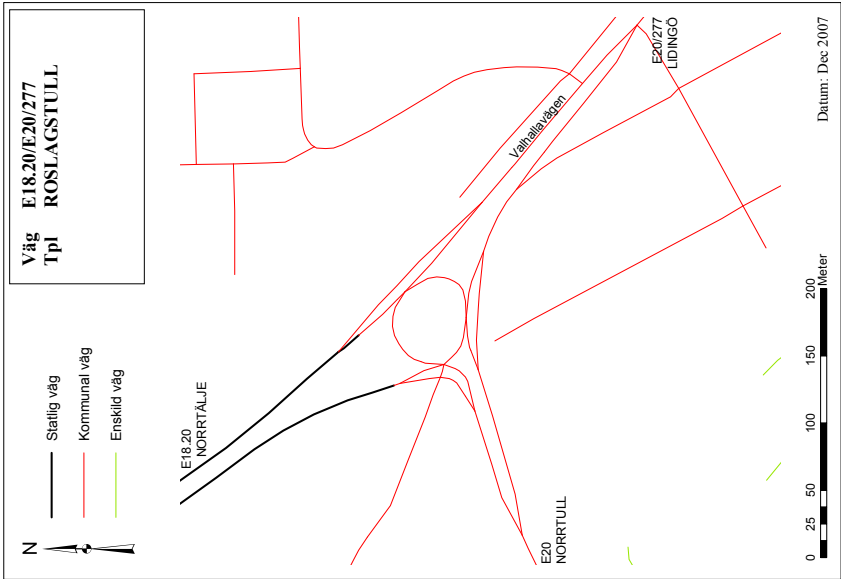 Väg E18.20/E20/277
Tpl ROSLAGSTULL
N
Statlig väg
Kommunal väg
Enskild väg
E18.20
NORRTÄLJE
Valhallavägen
E20/277
LIDINGÖ
E20
NORRTULL
0 25 50 100 150 200
Meter
Datum: Dec 2007